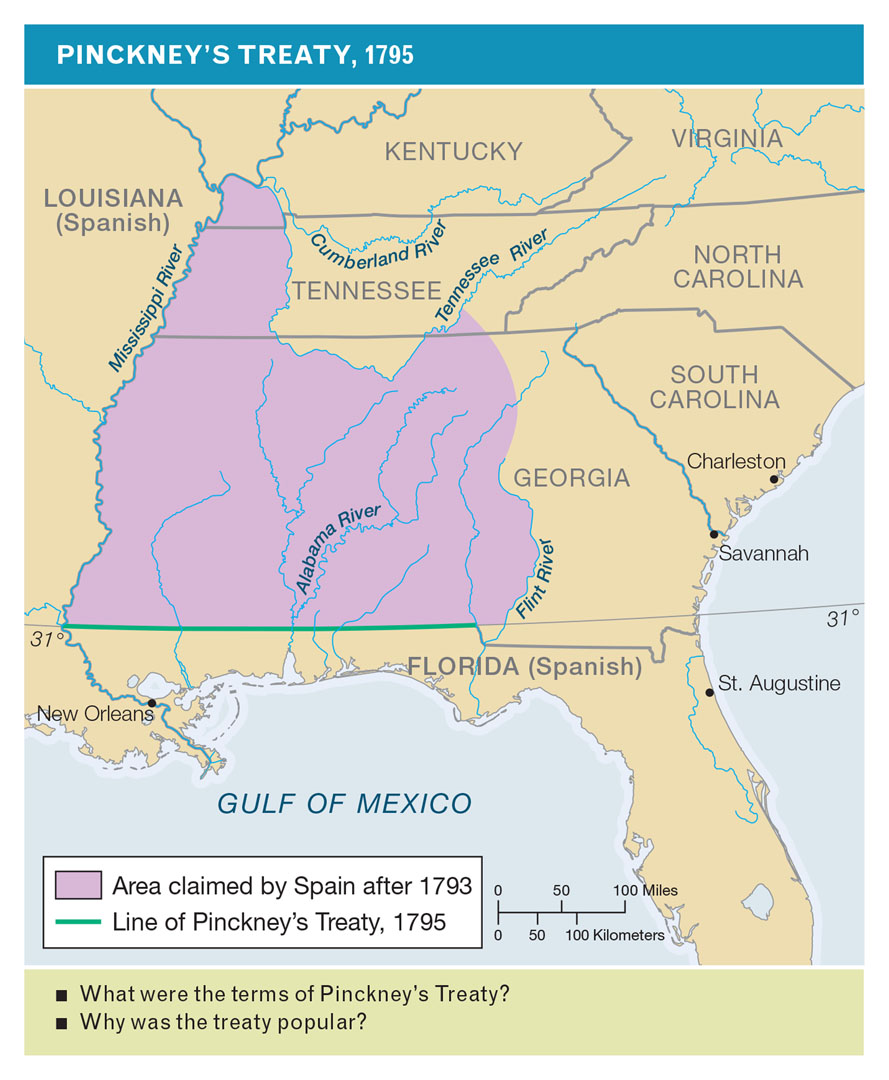 PINCKNEY'S TREATY, 1795
KENTUCKY
VIRGINIA
LOUISIANA
(Spanish)
Mississippi River
Cumberland River
Tennessee River
TENNESSEE
NORTH
CAROLINA
SOUTH
CAROLINA
Charleston
GEORGIA
Alabama River
Flint River
Savannah
31°
31°
FLORIDA (Spanish)
St. Augustine
New Orleans
GULF OF MEXICO
Area claimed by Spain after 1793
Line of Pinckney's Treaty, 1795
0 50 100 Miles
0 50 100 Kilometers
■ What were the terms of Pinckney's Treaty?
■ Why was the treaty popular?